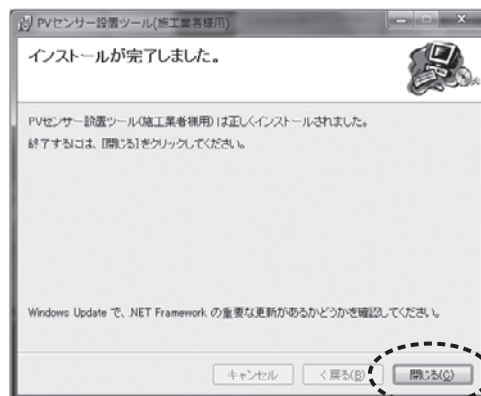 PVセンサー設置ツール(施工業者様用)
インストールが完了しました。
PVセンサー設置ツール(施工業者様用)は正しくインストールされました。
終了するには、[閉じる]をクリックしてください。
Windows Update で、.NET Framework の重要な更新があるかどうかを確認してください。
キャンセル
< 戻る(B)
閉じる(C)